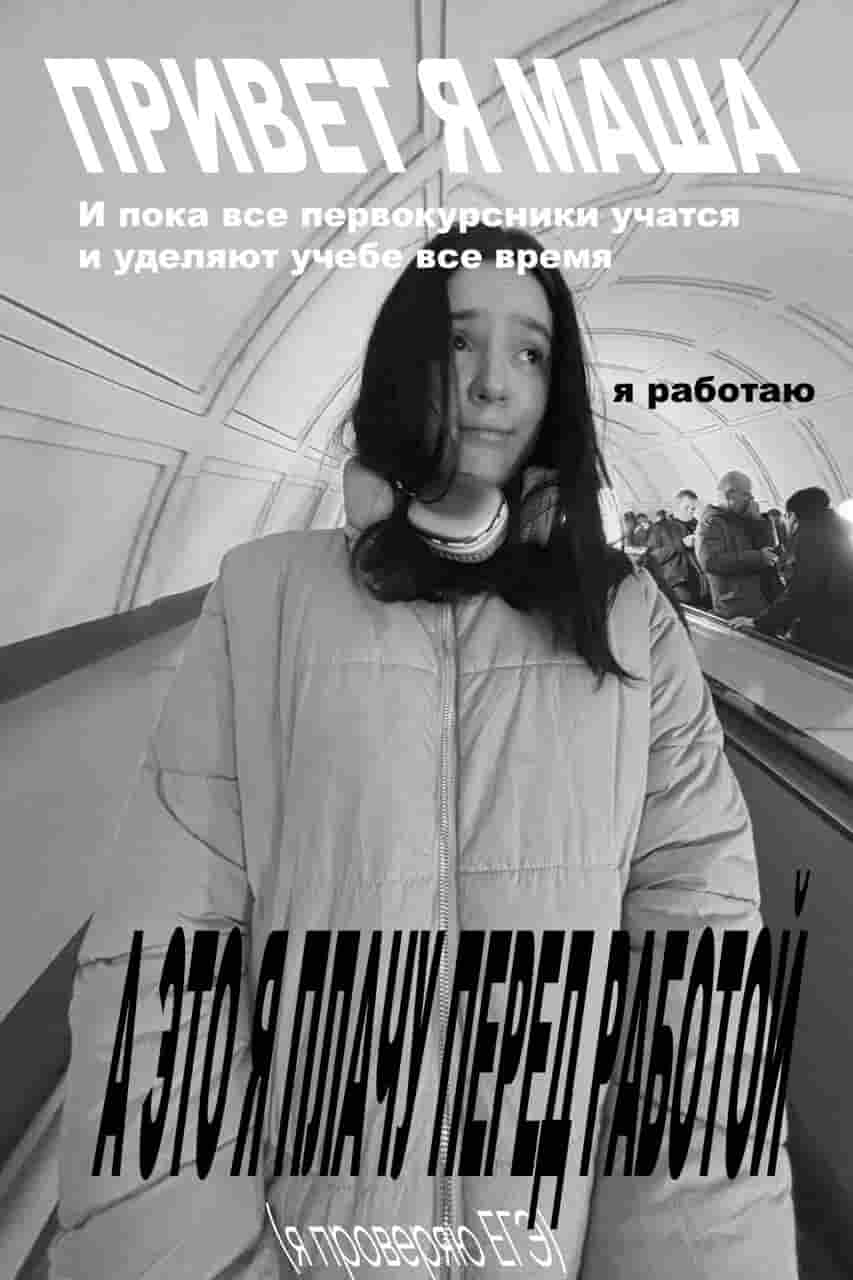 ПРИВЕТ Я МАША
И пока все первокурсники учатся
и уделяют учебе все время
я работаю
А ЭТО Я ПЛАЧУ ПЕРЕД РАБОТОЙ
(я проверяю ЕГЭ)